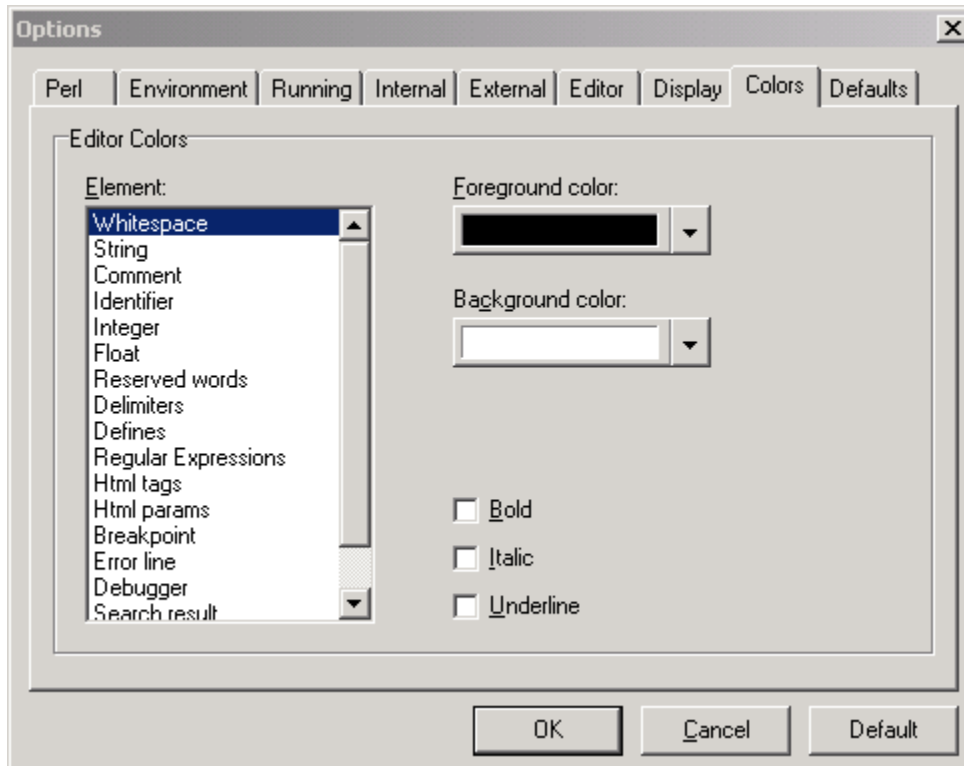 Options
Perl Environment Running Internal External Editor Display Colors Defaults
Editor Colors
Element:
Whitespace
String
Comment
Identifier
Integer
Float
Reserved words
Delimiters
Defines
Regular Expressions
Html tags
Html params
Breakpoint
Error line
Debugger
Search result
Foreground color:
Background color:
Bold
Italic
Underline
OK Cancel Default